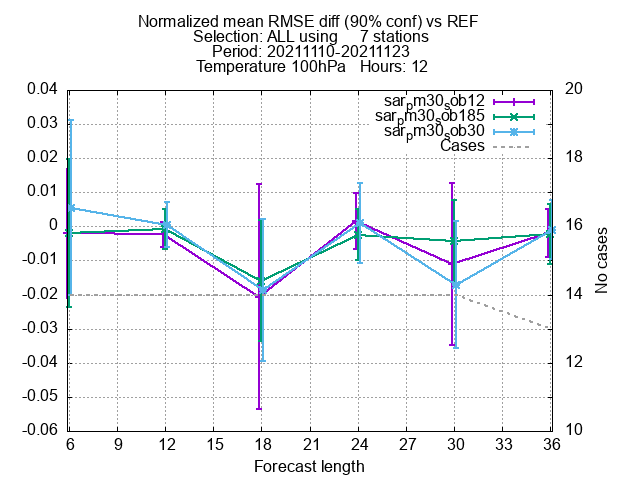 Normalized mean RMSE diff (90% conf) vs REF
Selection: ALL using 7 stations
Period: 20211110-20211123
Temperature 100hPa Hours: 12
0.04
0.03
0.02
0.01
0
-0.01
-0.02
-0.03
-0.04
-0.05
-0.06
20
18
16
14
12
10
No cases
sar_pm30_sob12
sar_pm30_sob185
sar_pm30_sob30
Cases
6 9 12 15 18 21 24 27 30 33 36
Forecast length